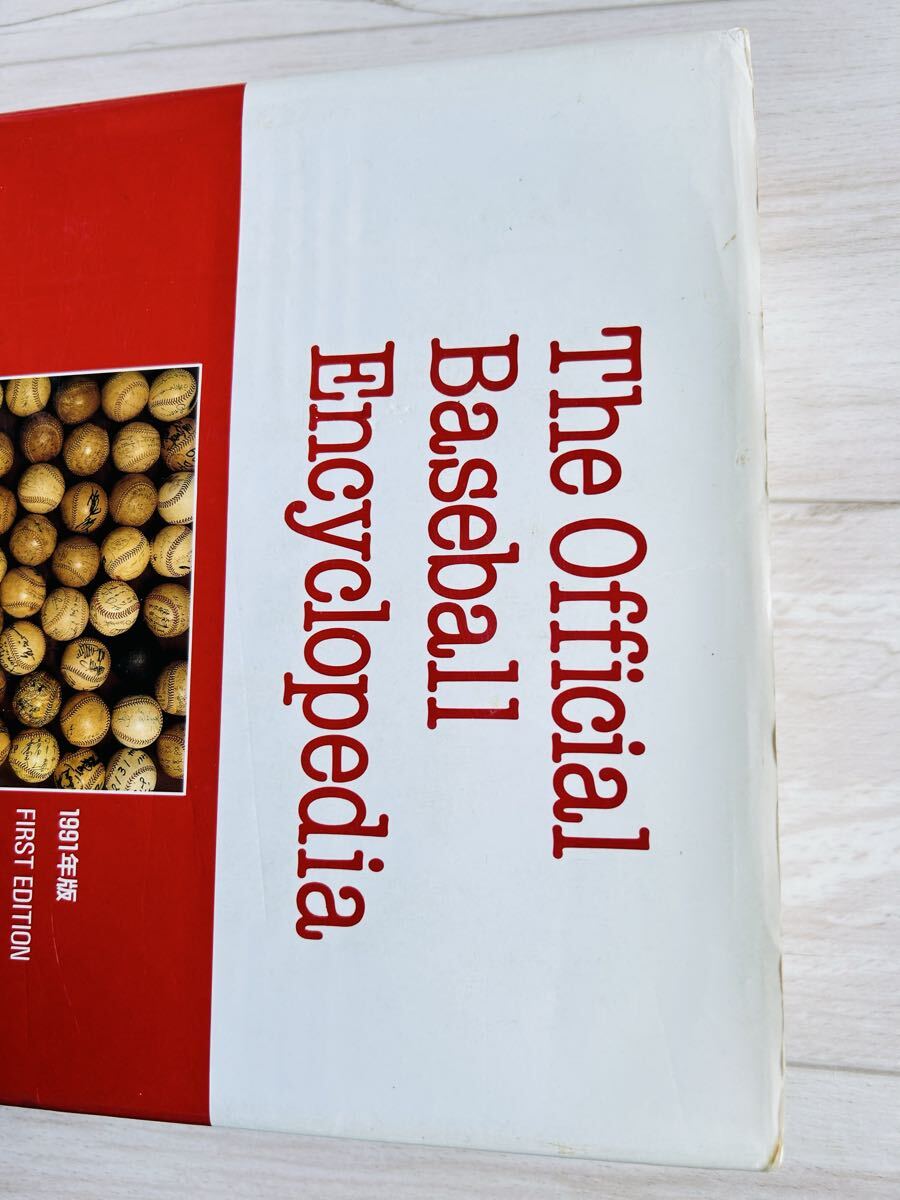 The Official
Baseball
Encyclopedia
1991年版
FIRST EDITION